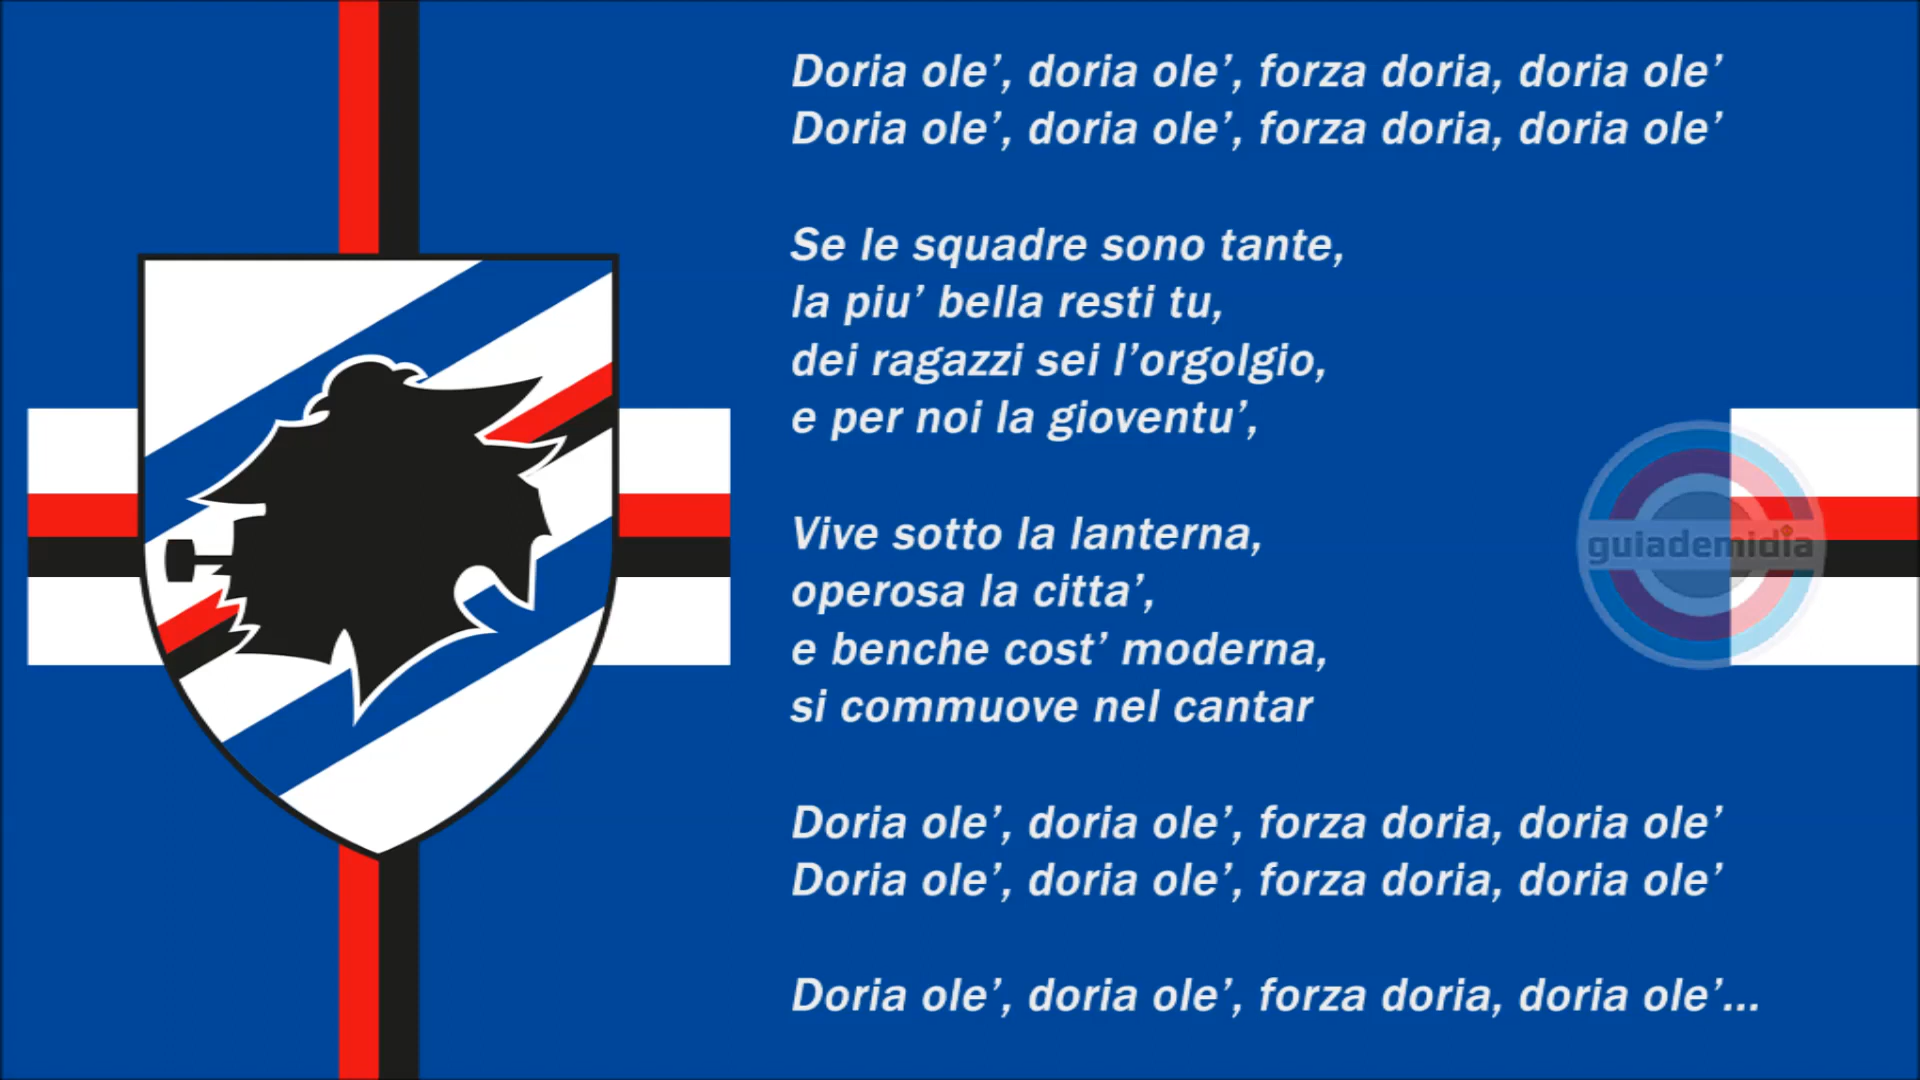 Doria ole’, doria ole’, forza doria, doria ole’
Doria ole’, doria ole’, forza doria, doria ole’
Se le squadre sono tante,
la piu’ bella resti tu,
dei ragazzi sei l’orgolgio,
e per noi la gioventu’,
Vive sotto la lanterna,
operosa la citta’,
e benche cost’ moderna,
si commuove nel cantar
Doria ole’, doria ole’, forza doria, doria ole’
Doria ole’, doria ole’, forza doria, doria ole’
Doria ole’, doria ole’, forza doria, doria ole’...
guiademidia